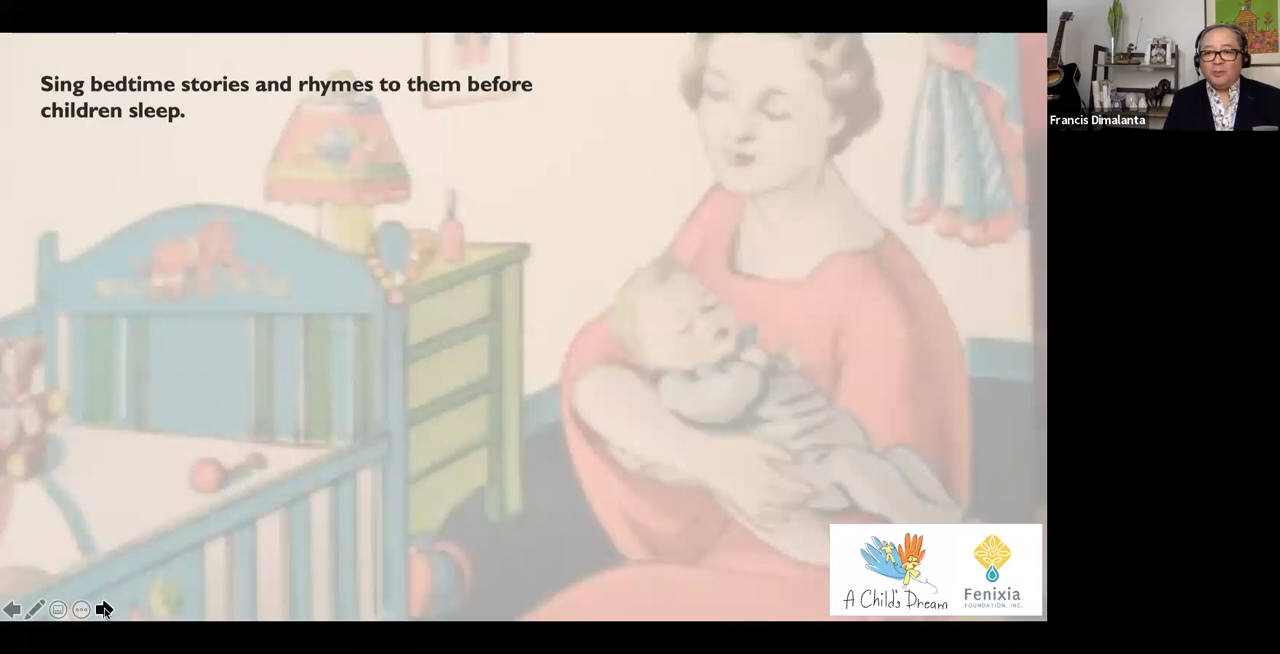 Sing bedtime stories and rhymes to them before
children sleep.
Francis Dimalanta
A Child's Dream
Fenixia
FOUNDATION, INC.